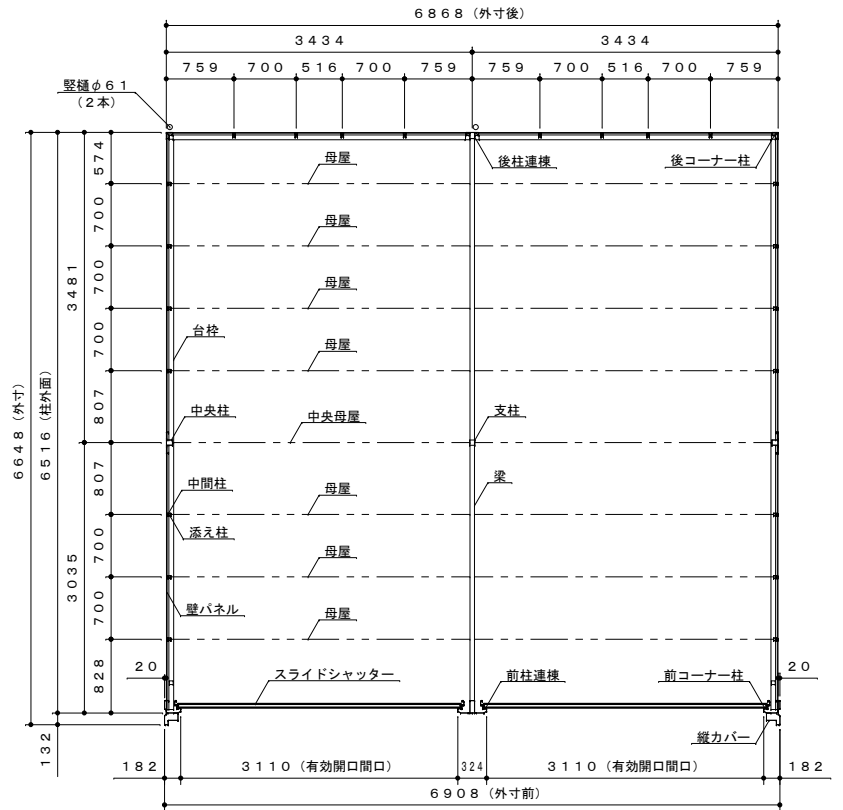 6868(外寸後)
3434
3434
759
700
516
700
759
759
700
516
700
759
竪樋φ61
(2本)
後柱連棟
後コーナー柱
母屋
母屋
母屋
母屋
台枠
中央柱
中央母屋
支柱
中間柱
母屋
梁
添え柱
母屋
壁パネル
母屋
スライドシャッター
前柱連棟
前コーナー柱
縦カバー
574
700
700
700
807
807
700
700
828
3481
3035
6516(柱外面)
6648(外寸)
132
20
20
182
3110(有効開口間口)
324
3110(有効開口間口)
182
6908(外寸前)